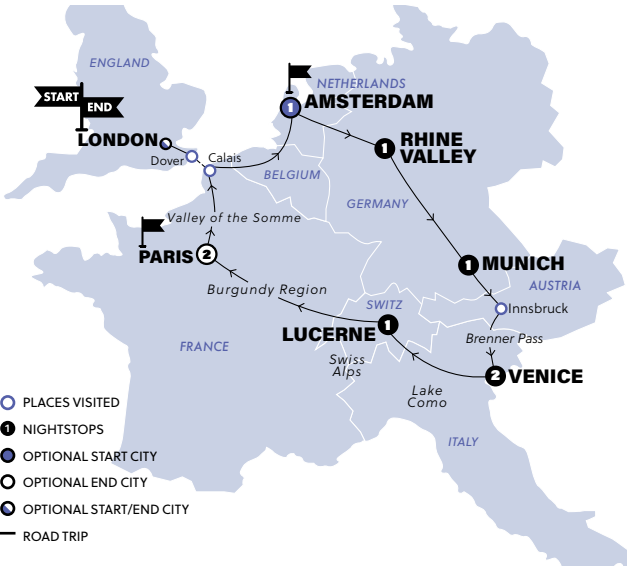 ENGLAND
START
END
LONDON
Dover
Calais
NETHERLANDS
1
AMSTERDAM
1
RHINE
VALLEY
BELGIUM
GERMANY
Valley of the Somme
PARIS
2
Burgundy Region
1
MUNICH
AUSTRIA
Innsbruck
Brenner Pass
SWITZ
LUCERNE
1
FRANCE
Swiss
Alps
2
VENICE
Lake
Como
ITALY
PLACES VISITED
1
NIGHTSTOPS
OPTIONAL START CITY
OPTIONAL END CITY
OPTIONAL START/END CITY
ROAD TRIP